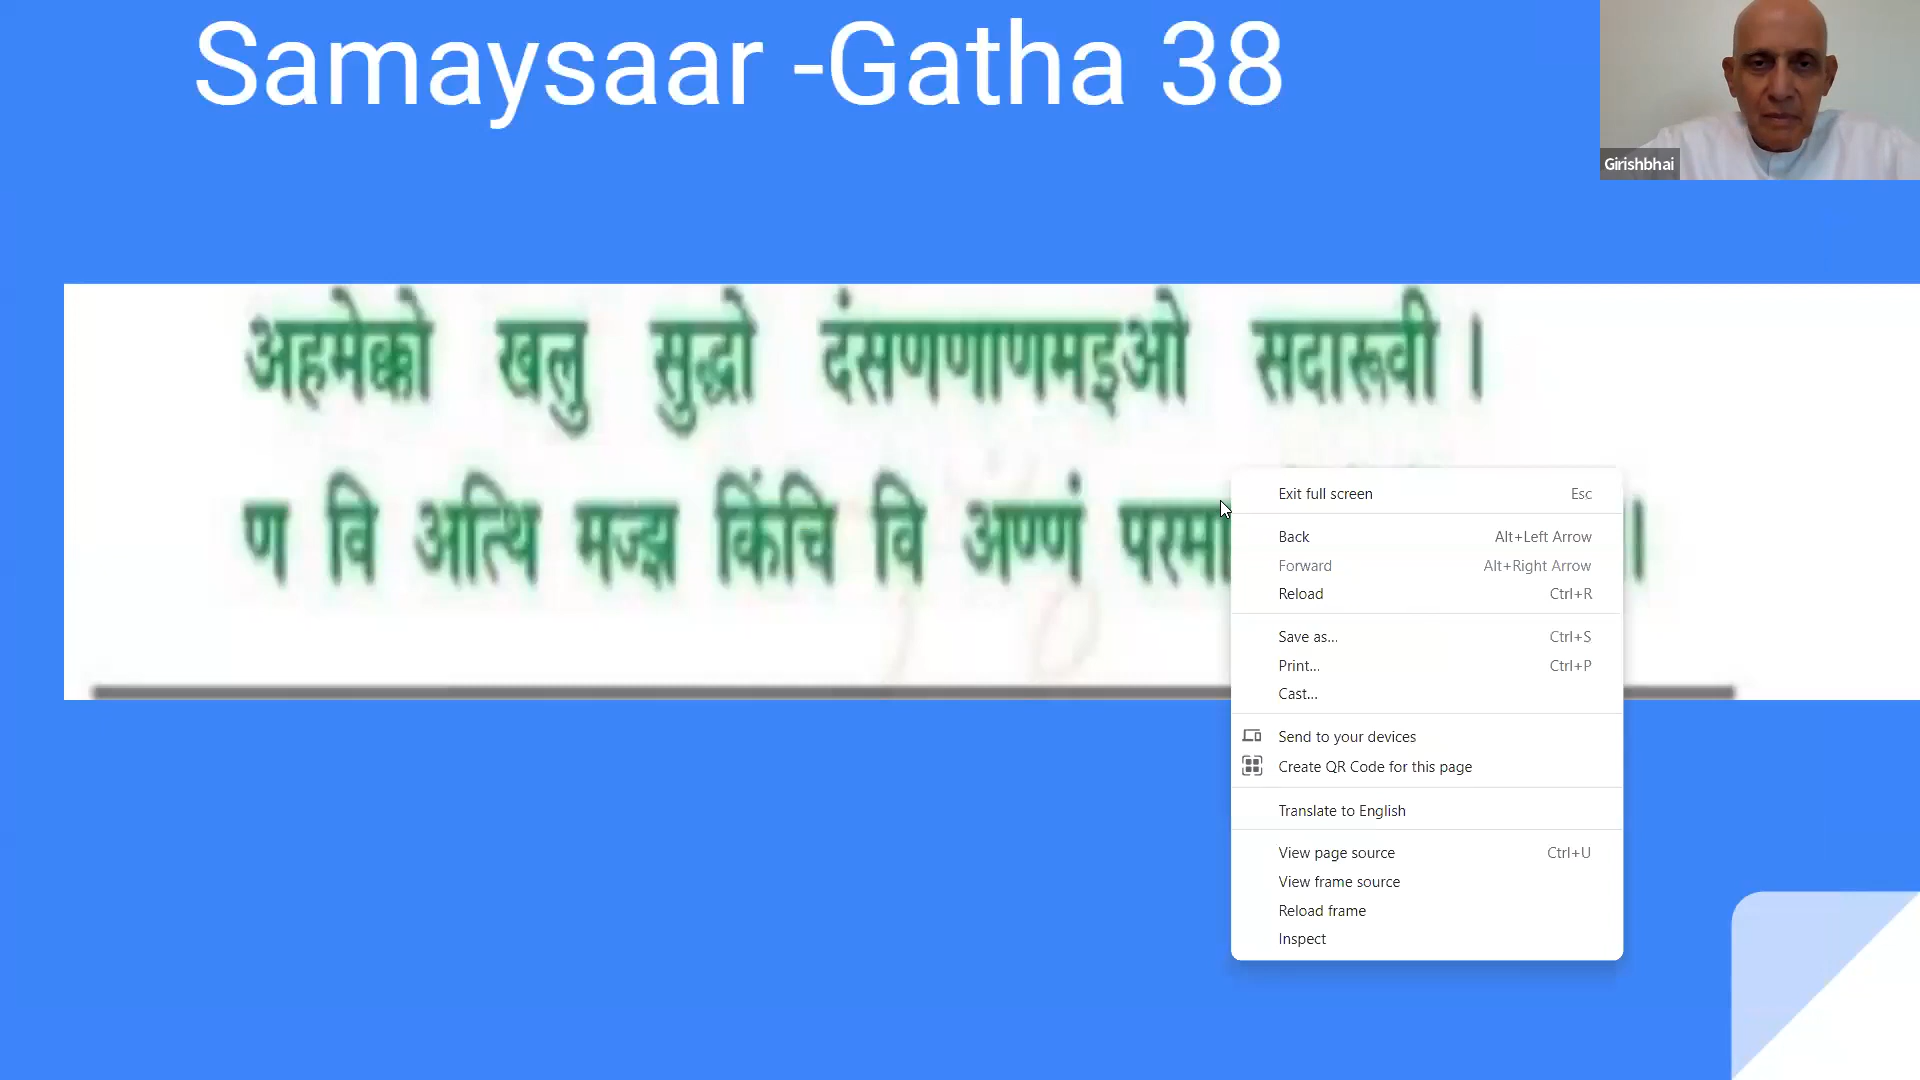 Samaysaar -Gatha 38
Girishbhai
अहमेक्को खलु सुद्धो दंसणणाणमइओ सदारूवी ।
ण वि अत्थि मज्झ किंचि वि अण्णं परमा ।
Exit full screen Esc
Back Alt+Left Arrow
Forward Alt+Right Arrow
Reload Ctrl+R
Save as... Ctrl+S
Print... Ctrl+P
Cast...
Send to your devices
Create QR Code for this page
Translate to English
View page source Ctrl+U
View frame source
Reload frame
Inspect